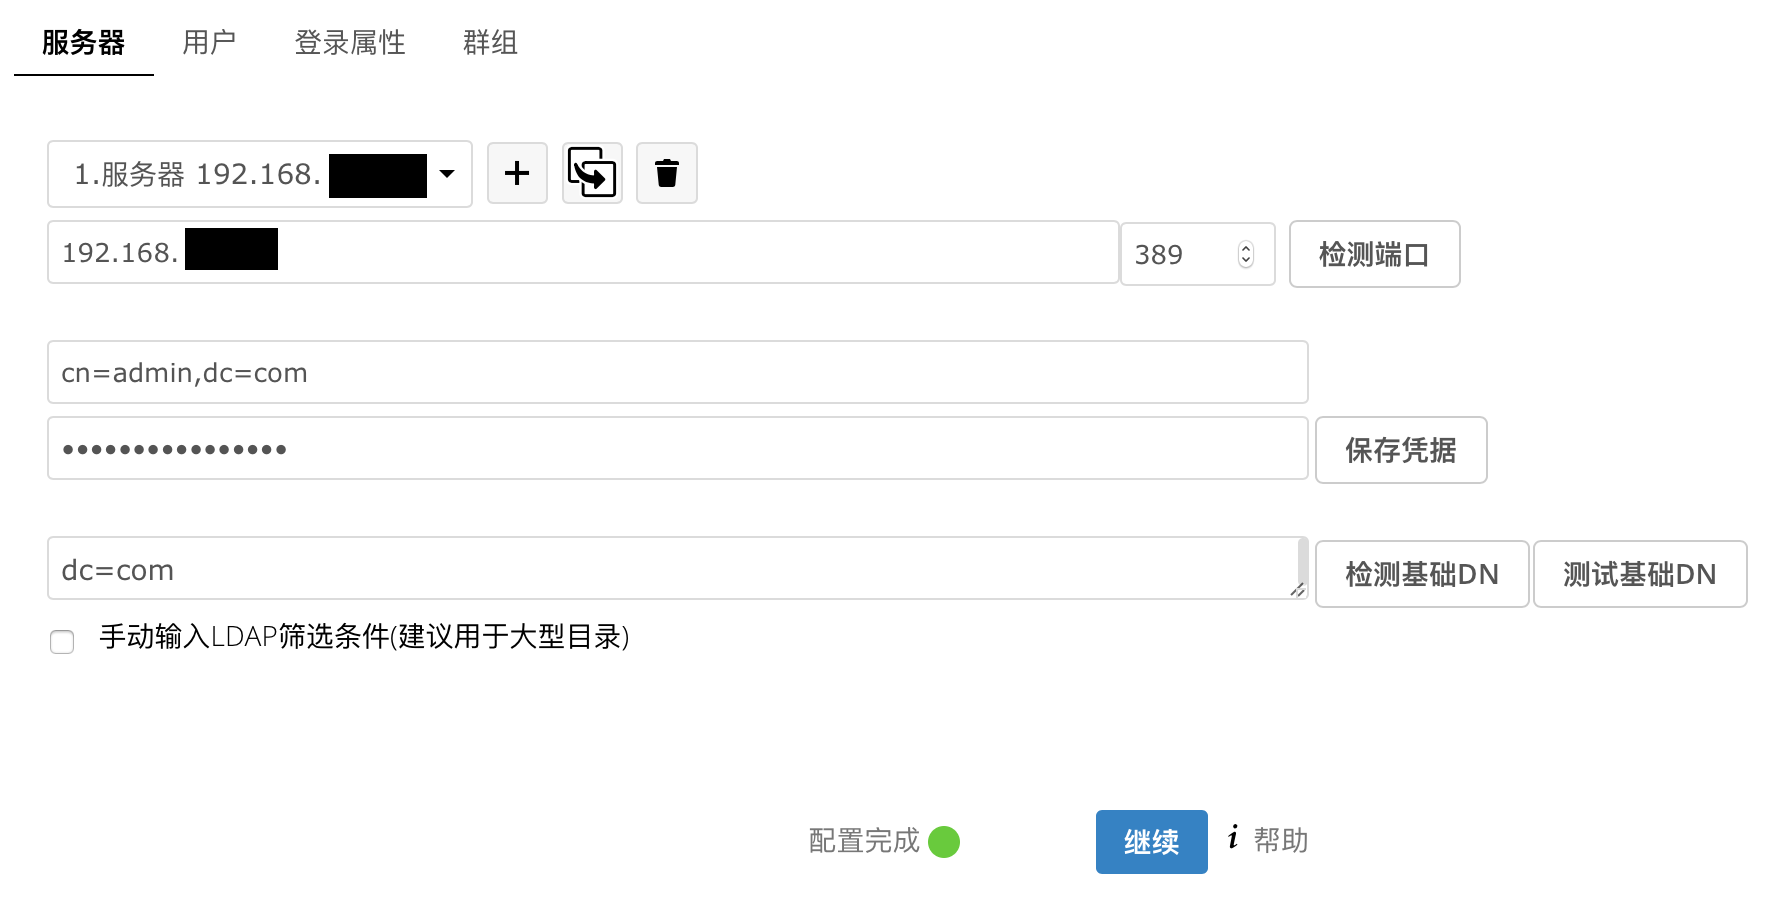 服务器 用户 登录属性 群组
1.服务器 192.168.
192.168. 389 检测端口
cn=admin,dc=com
•••••••••••••••• 保存凭据
dc=com 检测基础DN 测试基础DN
手动输入LDAP筛选条件(建议用于大型目录)
配置完成 继续 i 帮助